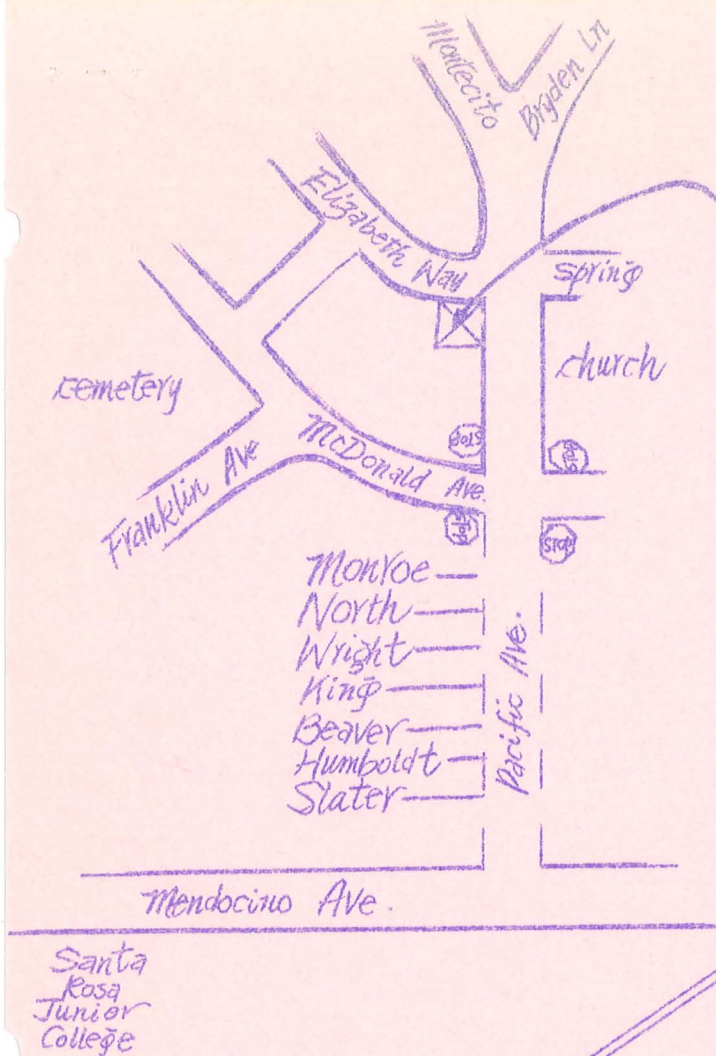 Montecito
Bryden Ln
Elizabeth Way
Spring
church
cemetery
STOP
STOP
McDonald Ave.
Franklin Ave
STOP
STOP
Monroe
North
Wright
King
Beaver
Humboldt
Slater
Pacific Ave.
Mendocino Ave.
Santa
Rosa
Junior
College